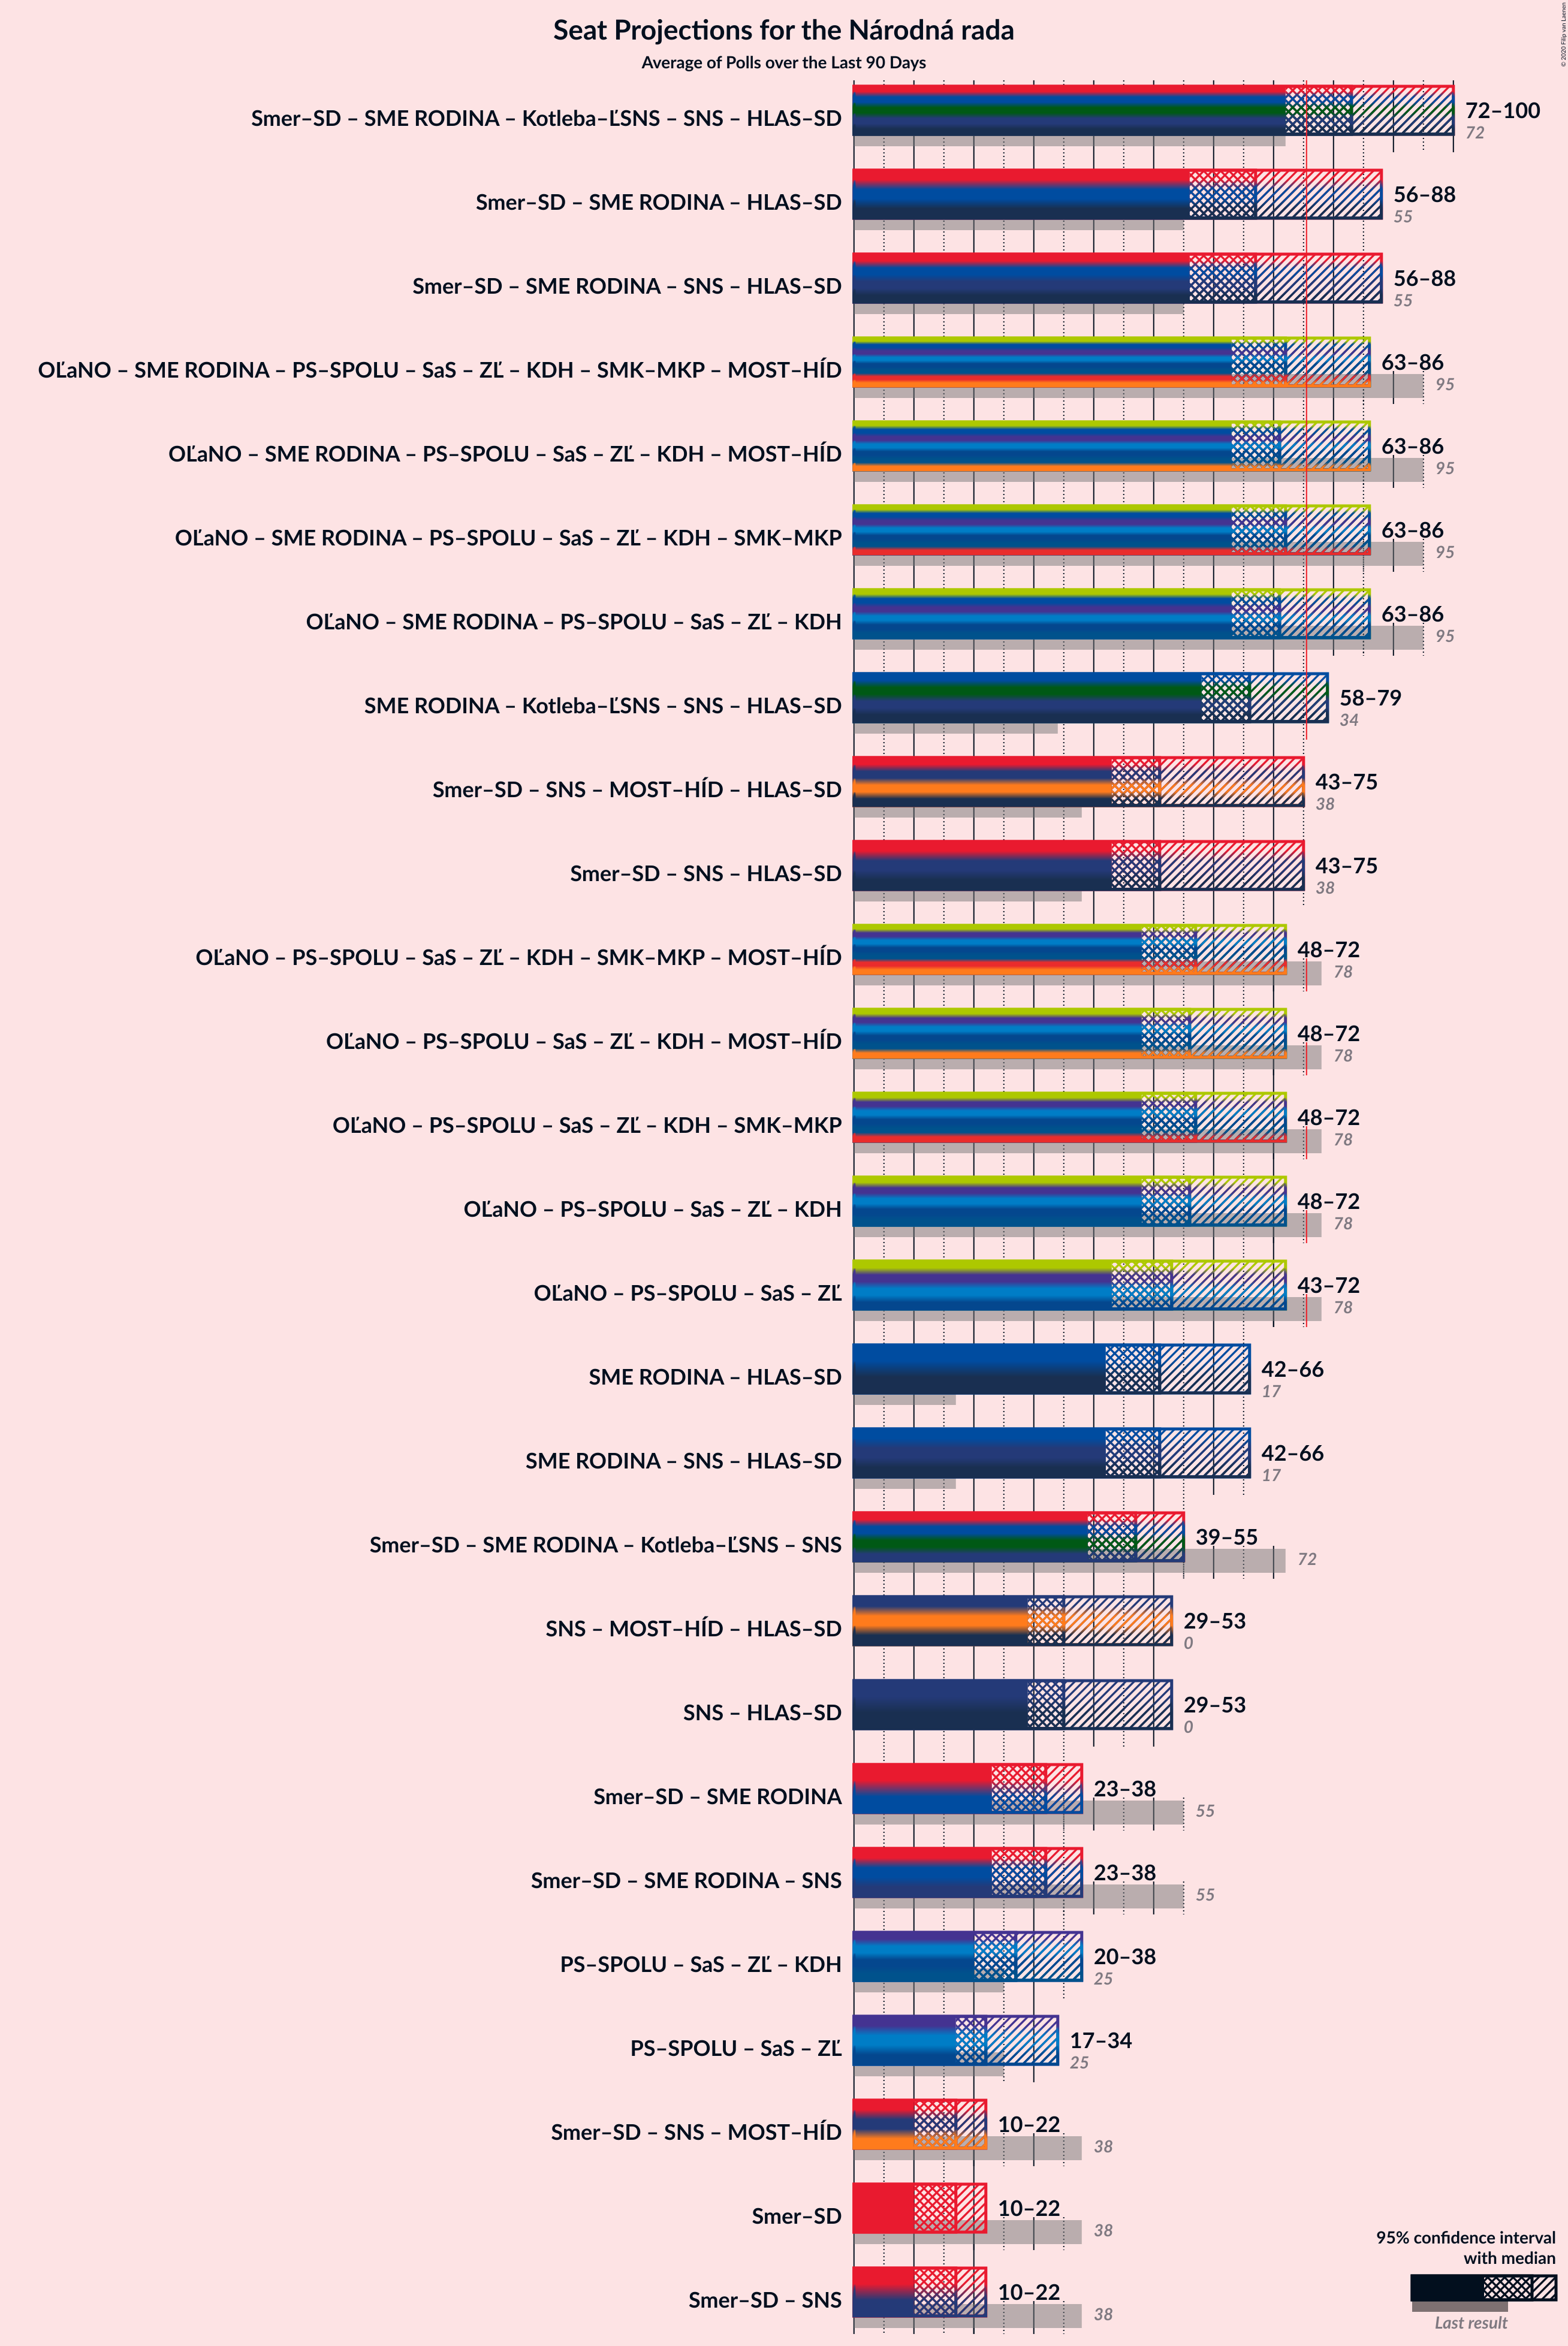 Seat Projections for the Národná rada
Average of Polls over the Last 90 Days
© 2020 Filip van Laenen
Smer–SD – SME RODINA – Kotleba–ĽSNS – SNS – HLAS–SD
72–100
72
Smer–SD – SME RODINA – HLAS–SD
56–88
55
Smer–SD – SME RODINA – SNS – HLAS–SD
56–88
55
OĽaNO – SME RODINA – PS–SPOLU – SaS – ZĽ – KDH – SMK–MKP – MOST–HÍD
63–86
95
OĽaNO – SME RODINA – PS–SPOLU – SaS – ZĽ – KDH – MOST–HÍD
63–86
95
OĽaNO – SME RODINA – PS–SPOLU – SaS – ZĽ – KDH – SMK–MKP
63–86
95
OĽaNO – SME RODINA – PS–SPOLU – SaS – ZĽ – KDH
63–86
95
SME RODINA – Kotleba–ĽSNS – SNS – HLAS–SD
58–79
34
Smer–SD – SNS – MOST–HÍD – HLAS–SD
43–75
38
Smer–SD – SNS – HLAS–SD
43–75
38
OĽaNO – PS–SPOLU – SaS – ZĽ – KDH – SMK–MKP – MOST–HÍD
48–72
78
OĽaNO – PS–SPOLU – SaS – ZĽ – KDH – MOST–HÍD
48–72
78
OĽaNO – PS–SPOLU – SaS – ZĽ – KDH – SMK–MKP
48–72
78
OĽaNO – PS–SPOLU – SaS – ZĽ – KDH
48–72
78
OĽaNO – PS–SPOLU – SaS – ZĽ
43–72
78
SME RODINA – HLAS–SD
42–66
17
SME RODINA – SNS – HLAS–SD
42–66
17
Smer–SD – SME RODINA – Kotleba–ĽSNS – SNS
39–55
72
SNS – MOST–HÍD – HLAS–SD
29–53
0
SNS – HLAS–SD
29–53
0
Smer–SD – SME RODINA
23–38
55
Smer–SD – SME RODINA – SNS
23–38
55
PS–SPOLU – SaS – ZĽ – KDH
20–38
25
PS–SPOLU – SaS – ZĽ
17–34
25
Smer–SD – SNS – MOST–HÍD
10–22
38
Smer–SD
10–22
38
Smer–SD – SNS
10–22
38
95% confidence interval
with median
Last result